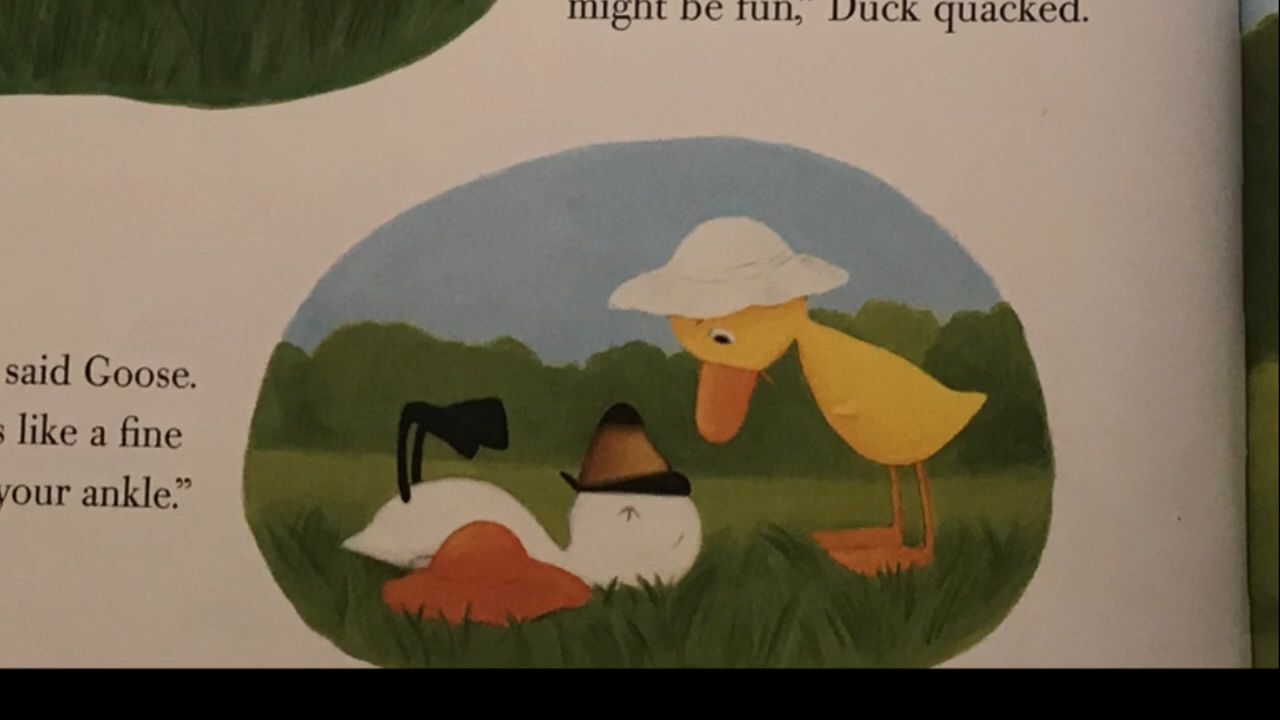 might be fun,” Duck quacked.
said Goose.
like a fine
your ankle.”